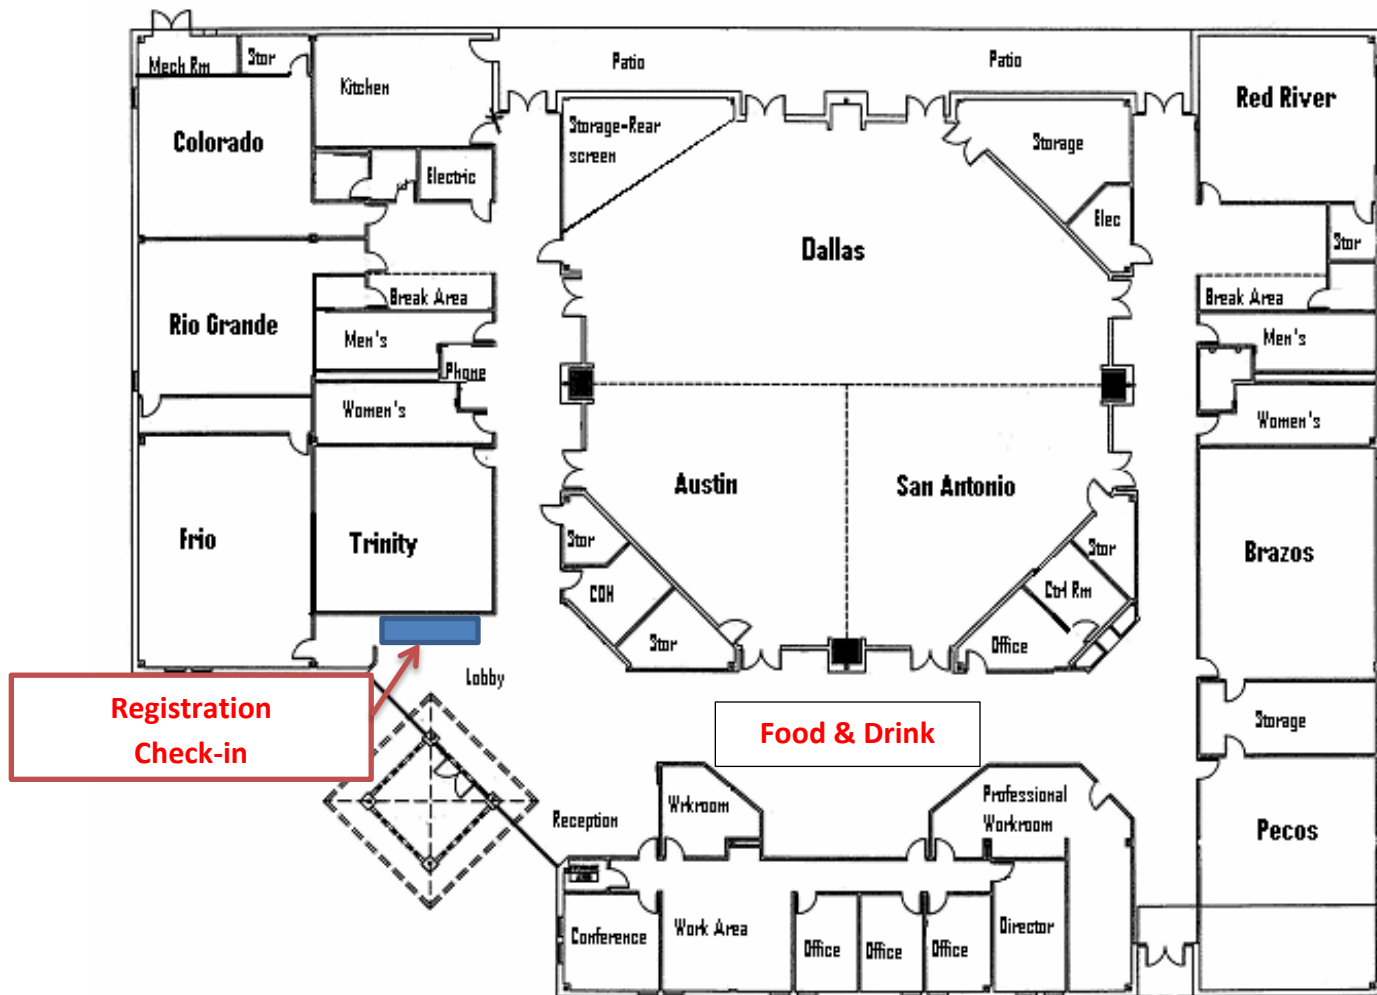 Mech Rm
Stor
Kitchen
Patio
Patio
Red River
Colorado
Storage-Rear
screen
Storage
Electric
Elec
Stor
Dallas
Break Area
Break Area
Rio Grande
Men's
Men's
Phone
Women's
Women's
Austin
San Antonio
Frio
Trinity
Stor
Stor
Brazos
COH
Ctrl Rm
Stor
Office
Lobby
Registration
Check-in
Food & Drink
Storage
Wrkroom
Professional
Workroom
Reception
Pecos
Conference
Work Area
Office
Office
Office
Director